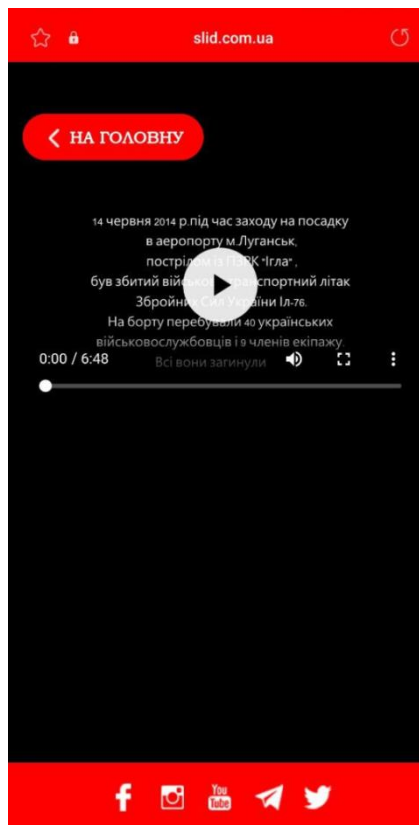 slid.com.ua
НА ГОЛОВНУ
14 червня 2014 р.під час заходу на посадку
в аеропорту м.Луганськ,
пострілом із ПЗРК "Ігла" ,
був збитий транспортний літак
Збройних Сил України Іл-76.
На борту перебували 40 українських
військовослужбовців і 9 членів екіпажу.
0:00 / 6:48
Всі вони загинули
You
Tube